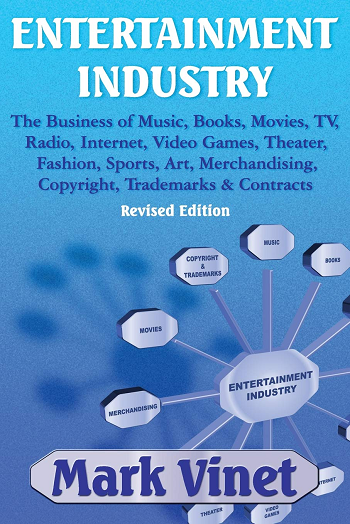 ENTERTAINMENT
INDUSTRY
The Business of Music, Books, Movies, TV,
Radio, Internet, Video Games, Theater,
Fashion, Sports, Art, Merchandising,
Copyright, Trademarks & Contracts
Revised Edition
MUSIC
COPYRIGHT
&
TRADEMARKS
BOOKS
MOVIES
ENTERTAINMENT
INDUSTRY
MERCHANDISING
THEATER
VIDEO
GAMES
Mark Vinet